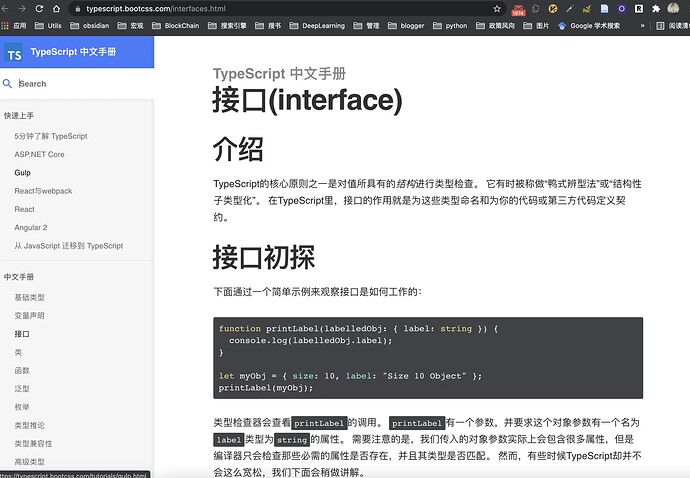 typescript.bootcss.com/interfaces.html
应用
Utils
obsidian
宏观
BlockChain
搜索引擎
搜书
DeepLearning
管理
blogger
python
政策风向
图片
Google 学术搜索
»
阅读清
TS
TypeScript 中文手册
Search
快速上手
5分钟了解 TypeScript
ASP.NET Core
Gulp
React与webpack
React
Angular 2
从 JavaScript 迁移到 TypeScript
中文手册
基础类型
变量声明
接口
类
函数
泛型
枚举
类型推论
类型兼容性
高级类型
ttps://typescript.bootcss.com/tutorials/gulp.html
TypeScript 中文手册
接口(interface)
介绍
TypeScript的核心原则之一是对值所具有的结构进行类型检查。 它有时被称做“鸭式辨型法”或“结构性
子类型化”。 在TypeScript里，接口的作用就是为这些类型命名和为你的代码或第三方代码定义契
约。
接口初探
下面通过一个简单示例来观察接口是如何工作的：
function printLabel(labelledObj: { label: string }) {
console.log(labelledObj.label);
}
let myObj = { size: 10, label: "Size 10 Object" };
printLabel(myObj);
类型检查器会查看printLabel的调用。 printLabel有一个参数，并要求这个对象参数有一个名为
label类型为string的属性。 需要注意的是，我们传入的对象参数实际上会包含很多属性，但是
编译器只会检查那些必需的属性是否存在，并且其类型是否匹配。 然而，有些时候TypeScript却并不
会这么宽松，我们下面会稍做讲解。